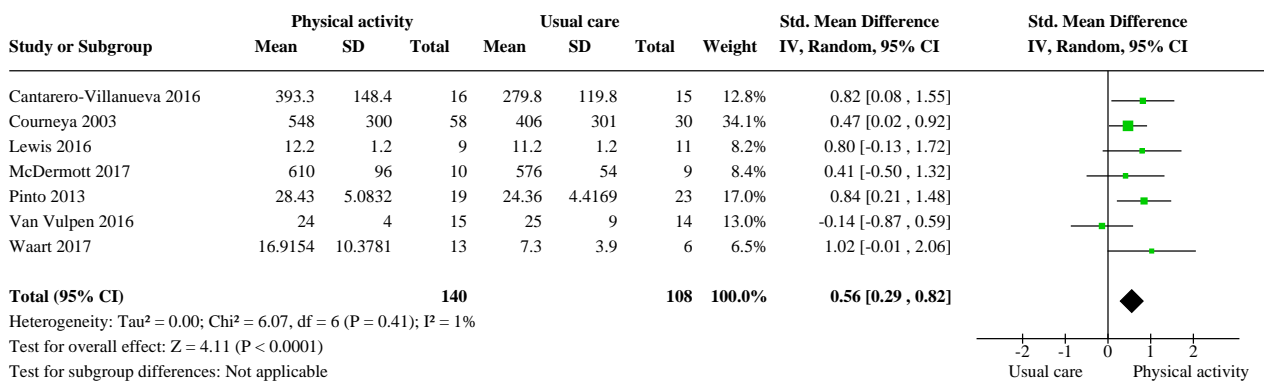 Physical activity Usual care Std. Mean Difference Std. Mean Difference
Study or Subgroup Mean SD Total Mean SD Total Weight IV, Random, 95% CI IV, Random, 95% CI
Cantarero-Villanueva 2016 393.3 148.4 16 279.8 119.8 15 12.8% 0.82 [0.08 , 1.55]
Courneya 2003 548 300 58 406 301 30 34.1% 0.47 [0.02 , 0.92]
Lewis 2016 12.2 1.2 9 11.2 1.2 11 8.2% 0.80 [-0.13 , 1.72]
McDermott 2017 610 96 10 576 54 9 8.4% 0.41 [-0.50 , 1.32]
Pinto 2013 28.43 5.0832 19 24.36 4.4169 23 17.0% 0.84 [0.21 , 1.48]
Van Vulpen 2016 24 4 15 25 9 14 13.0% -0.14 [-0.87 , 0.59]
Waart 2017 16.9154 10.3781 13 7.3 3.9 6 6.5% 1.02 [-0.01 , 2.06]
Total (95% CI) 140 108 100.0% 0.56 [0.29 , 0.82]
Heterogeneity: Tau² = 0.00; Chi² = 6.07, df = 6 (P = 0.41); I² = 1%
Test for overall effect: Z = 4.11 (P < 0.0001)
Test for subgroup differences: Not applicable
-2 -1 0 1 2
Usual care Physical activity